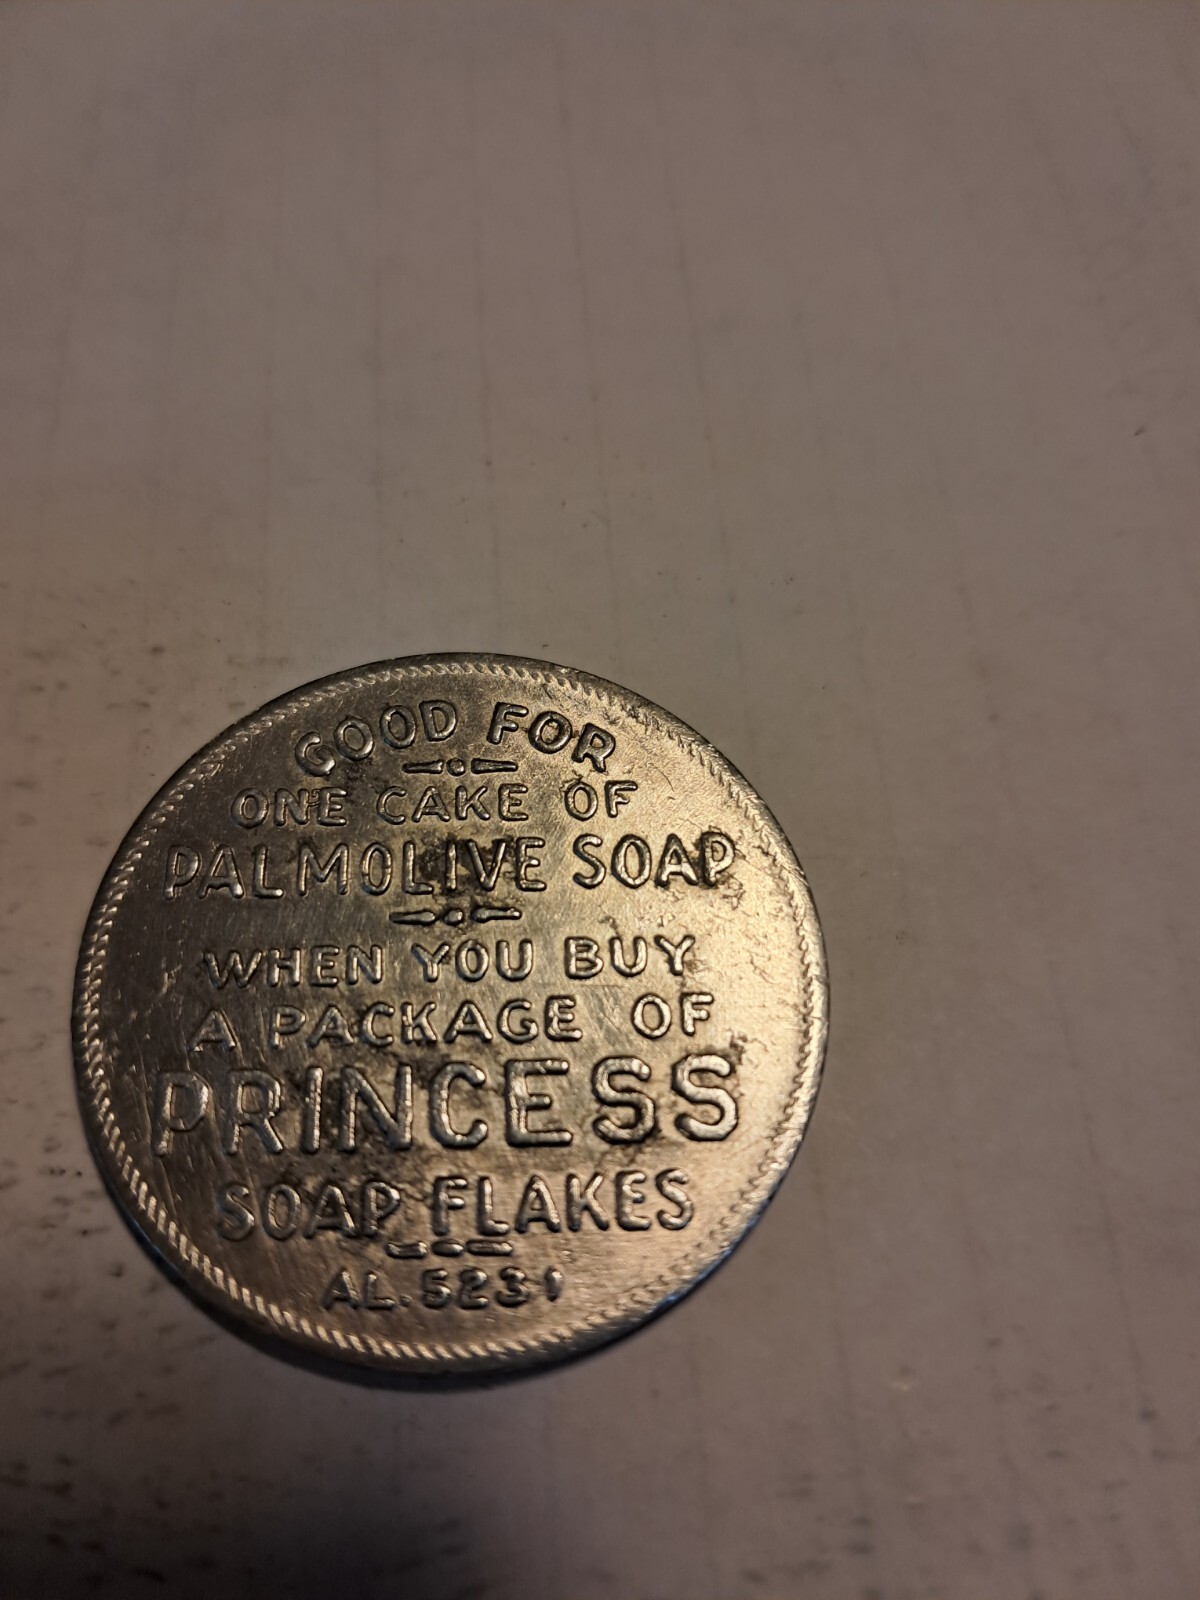 GOOD FOR
ONE CAKE OF
PALMOLIVE SOAP
WHEN YOU BUY
A PACKAGE OF
PRINCESS
SOAP FLAKES
AL. 5231